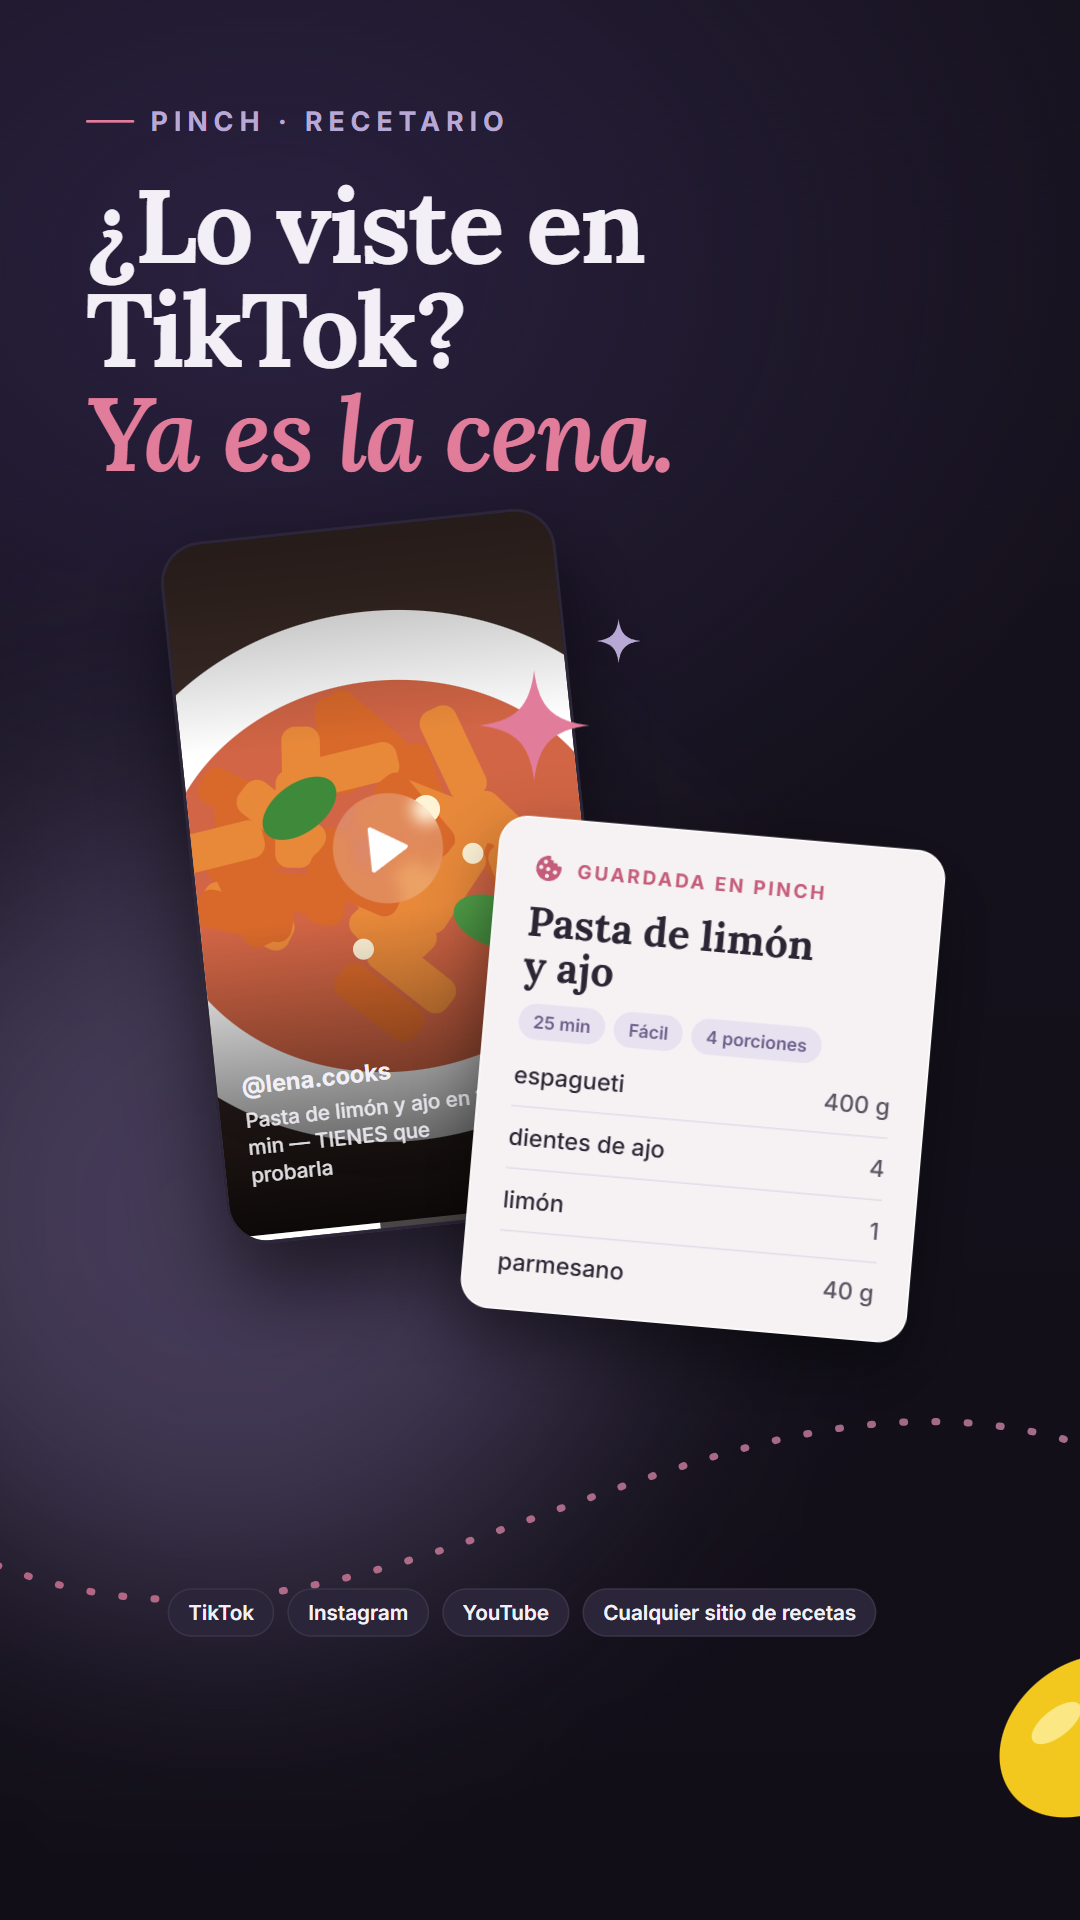 PINCH · RECETARIO
¿Lo viste en
TikTok?
Ya es la cena.
@lena.cooks
Pasta de limón y ajo en
min — TIENES que
probarla
GUARDADA EN PINCH
Pasta de limón
y ajo
25 min Fácil 4 porciones
espagueti 400 g
dientes de ajo 4
limón 1
parmesano 40 g
TikTok Instagram YouTube Cualquier sitio de recetas